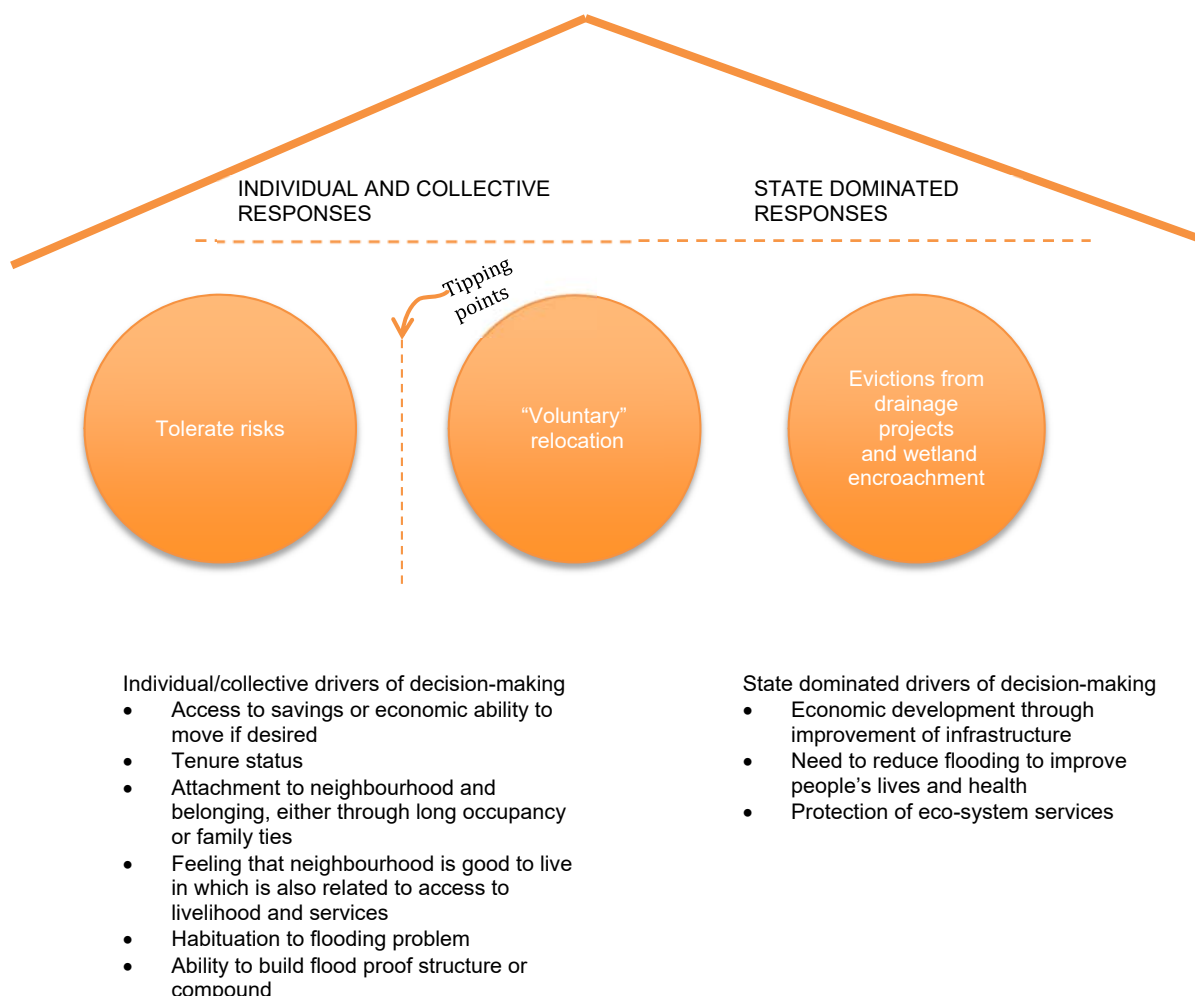 INDIVIDUAL AND COLLECTIVE
RESPONSES
STATE DOMINATED
RESPONSES
Tipping
points
Tolerate risks
“Voluntary”
relocation
Evictions from
drainage
projects
and wetland
encroachment
Individual/collective drivers of decision-making
• Access to savings or economic ability to
move if desired
• Tenure status
• Attachment to neighbourhood and
belonging, either through long occupancy
or family ties
• Feeling that neighbourhood is good to live
in which is also related to access to
livelihood and services
• Habituation to flooding problem
• Ability to build flood proof structure or
compound
State dominated drivers of decision-making
• Economic development through
improvement of infrastructure
• Need to reduce flooding to improve
people’s lives and health
• Protection of eco-system services